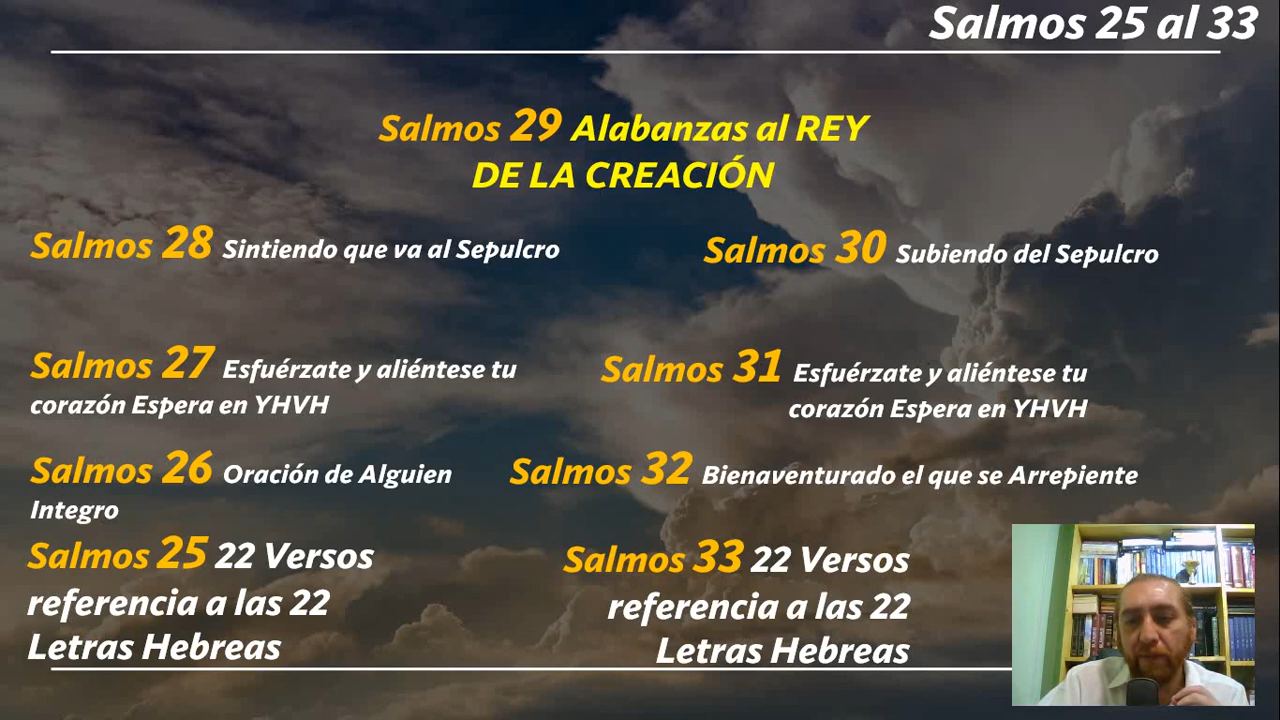 Salmos 25 al 33
Salmos 29 Alabanzas al REY
DE LA CREACIÓN
Salmos 28 Sintiendo que va al Sepulcro
Salmos 30 Subiendo del Sepulcro
Salmos 27 Esfuérzate y aliéntese tu
corazón Espera en YHVH
Salmos 31 Esfuérzate y aliéntese tu
corazón Espera en YHVH
Salmos 26 Oración de Alguien
Integro
Salmos 32 Bienaventurado el que se Arrepiente
Salmos 25 22 Versos
referencia a las 22
Letras Hebreas
Salmos 33 22 Versos
referencia a las 22
Letras Hebreas